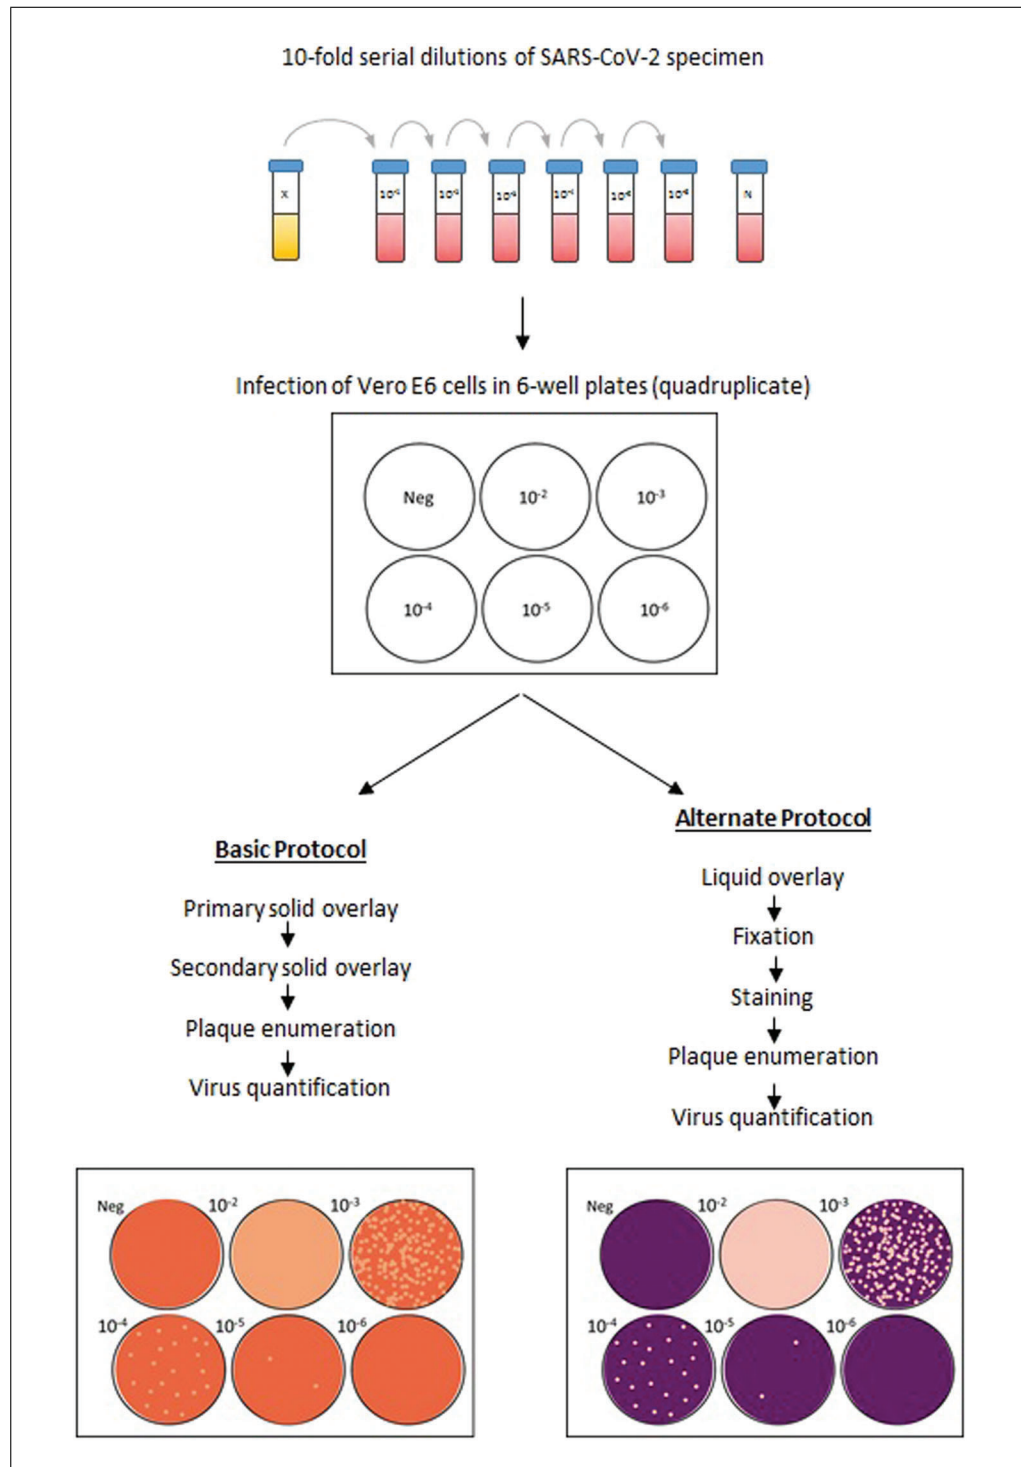 10-fold serial dilutions of SARS-CoV-2 specimen
X 10⁻¹ N
Infection of Vero E6 cells in 6-well plates (quadruplicate)
Neg 10⁻² 10⁻³
10⁻⁴ 10⁻⁵ 10⁻⁶
Basic Protocol
Primary solid overlay
Secondary solid overlay
Plaque enumeration
Virus quantification
Neg 10⁻² 10⁻³
10⁻⁴ 10⁻⁵ 10⁻⁶
Alternate Protocol
Liquid overlay
Fixation
Staining
Plaque enumeration
Virus quantification
Neg 10⁻² 10⁻³
10⁻⁴ 10⁻⁵ 10⁻⁶